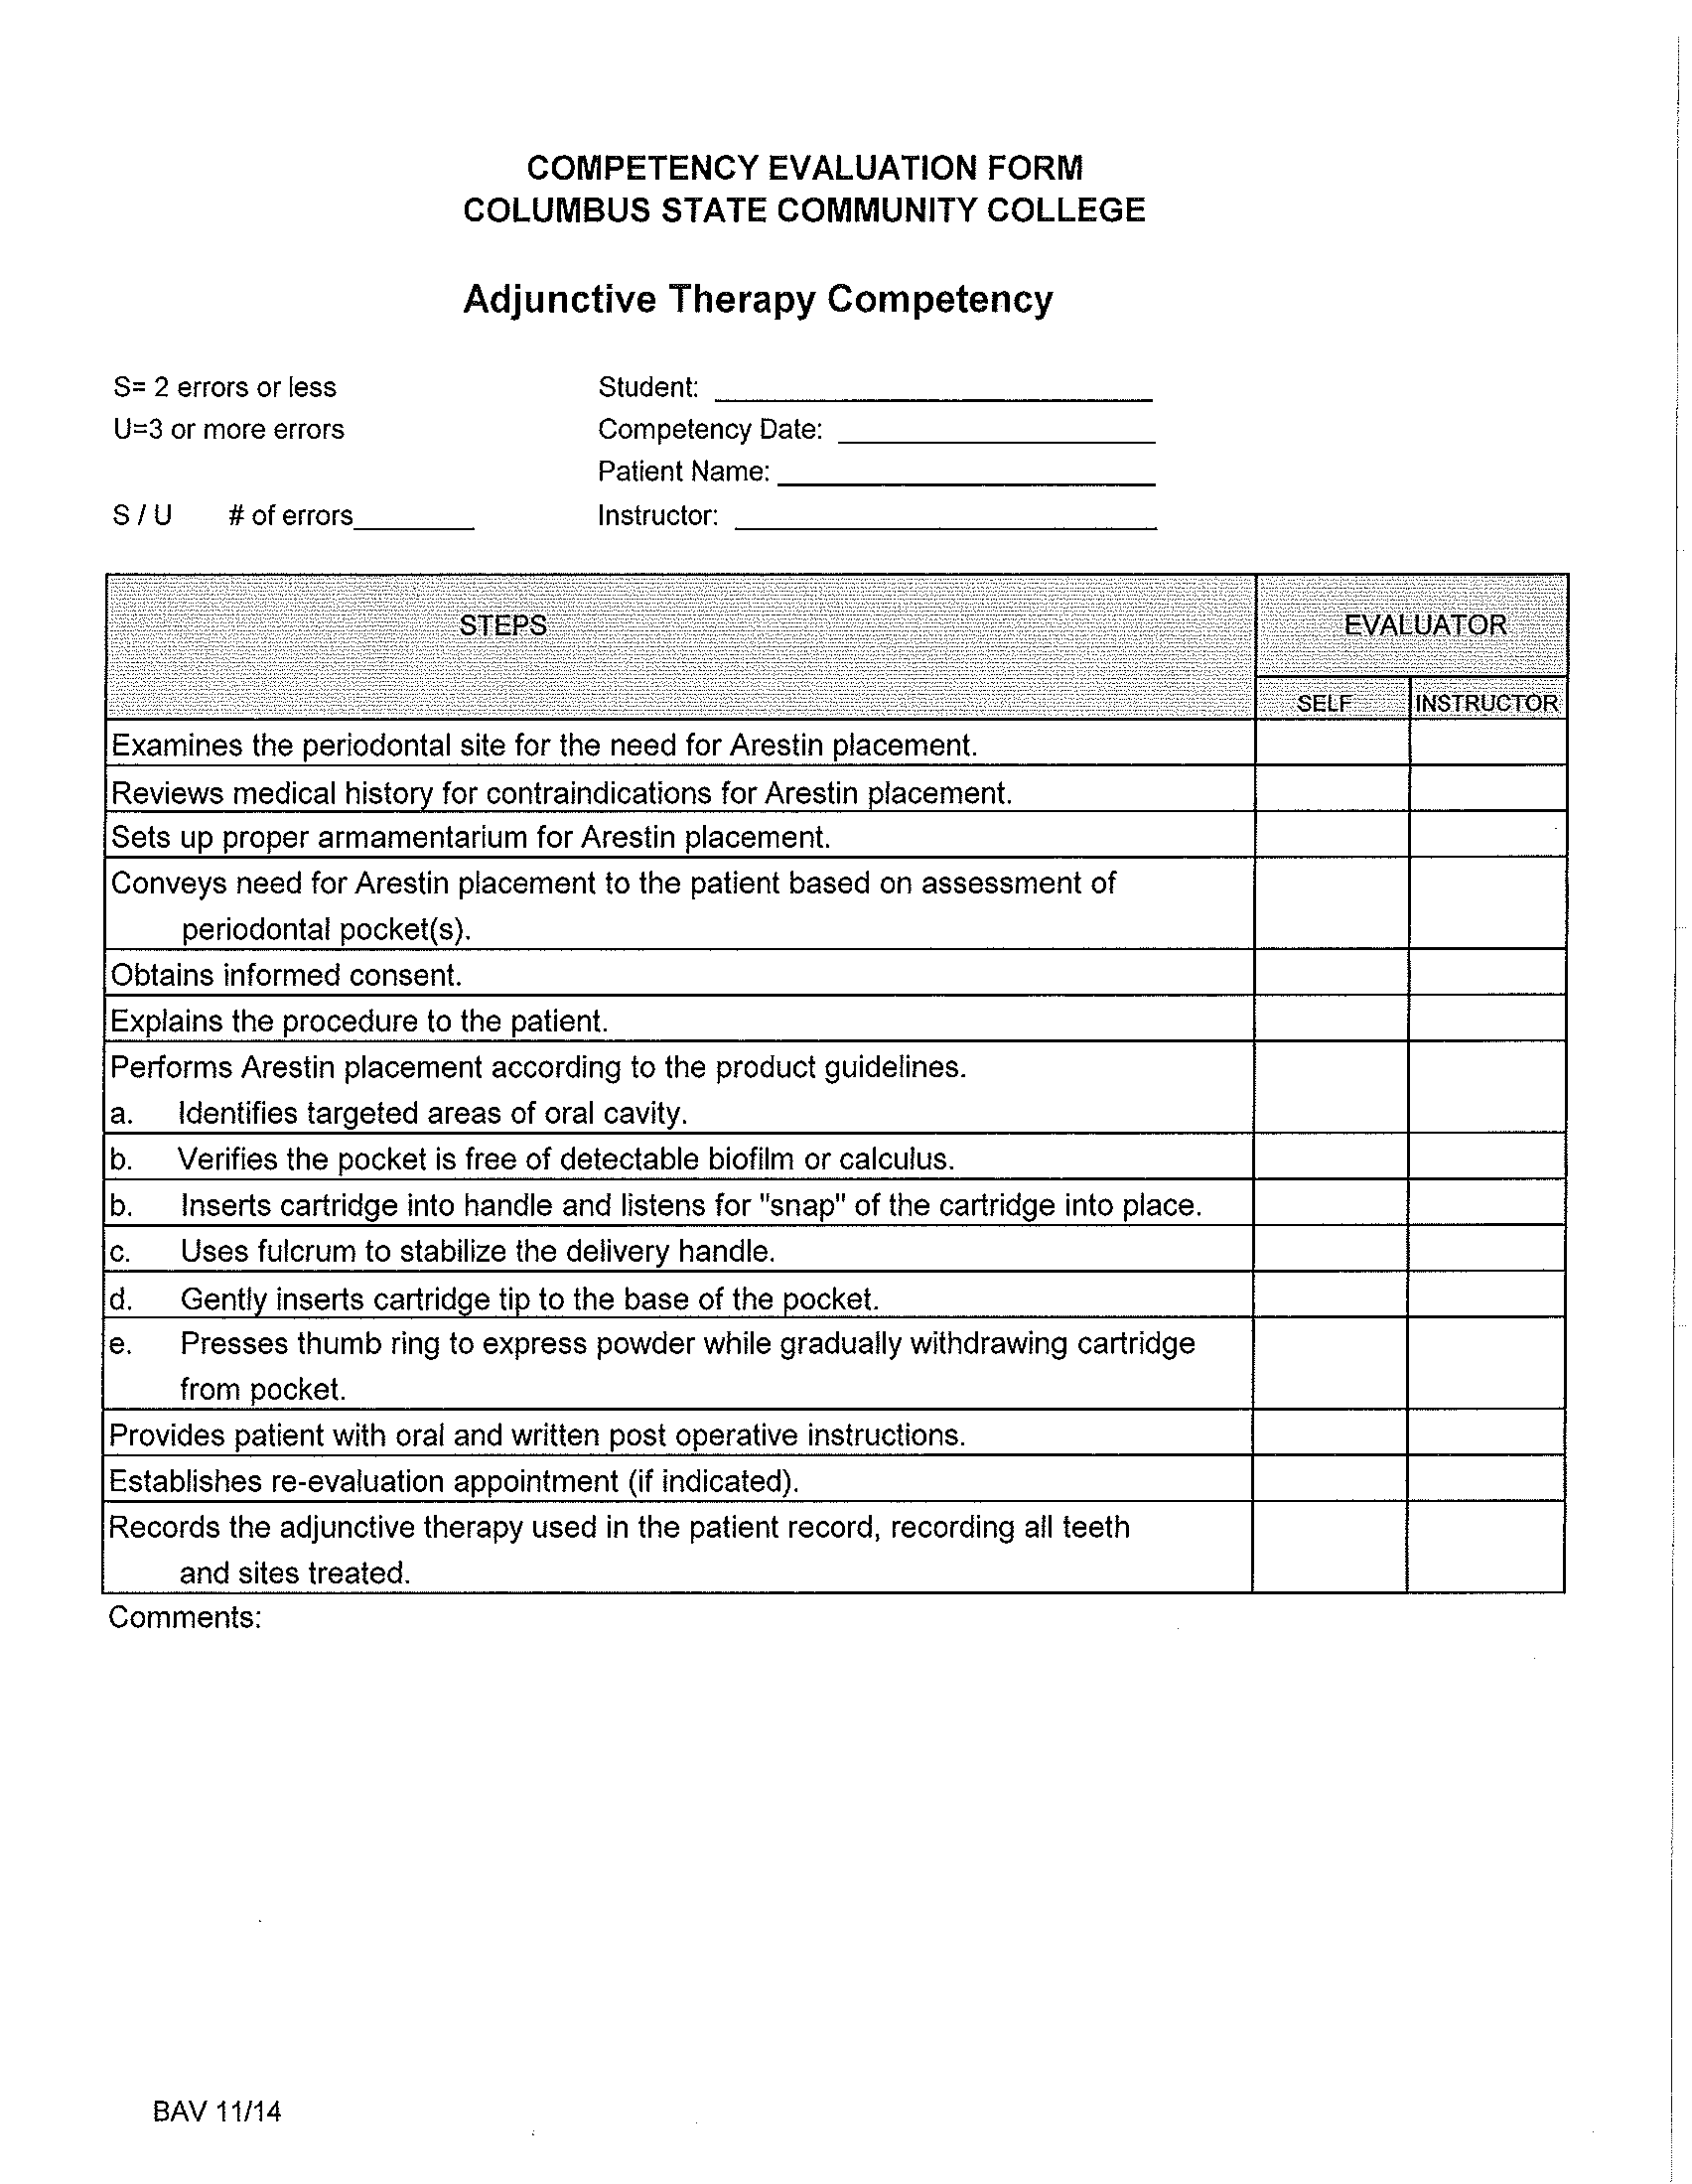 COMPETENCY EVALUATION FORM
COLUMBUS STATE COMMUNITY COLLEGE
Adjunctive Therapy Competency
S= 2 errors or less
Student:
U=3 or more errors
Competency Date:
Patient Name:
S / U # of errors
Instructor:
STEPS
EVALUATOR
SELF
INSTRUCTOR
Examines the periodontal site for the need for Arestin placement.
Reviews medical history for contraindications for Arestin placement.
Sets up proper armamentarium for Arestin placement.
Conveys need for Arestin placement to the patient based on assessment of
periodontal pocket(s).
Obtains informed consent.
Explains the procedure to the patient.
Performs Arestin placement according to the product guidelines.
a. Identifies targeted areas of oral cavity.
b. Verifies the pocket is free of detectable biofilm or calculus.
b. Inserts cartridge into handle and listens for "snap" of the cartridge into place.
c. Uses fulcrum to stabilize the delivery handle.
d. Gently inserts cartridge tip to the base of the pocket.
e. Presses thumb ring to express powder while gradually withdrawing cartridge
from pocket.
Provides patient with oral and written post operative instructions.
Establishes re-evaluation appointment (if indicated).
Records the adjunctive therapy used in the patient record, recording all teeth
and sites treated.
Comments:
BAV 11/14